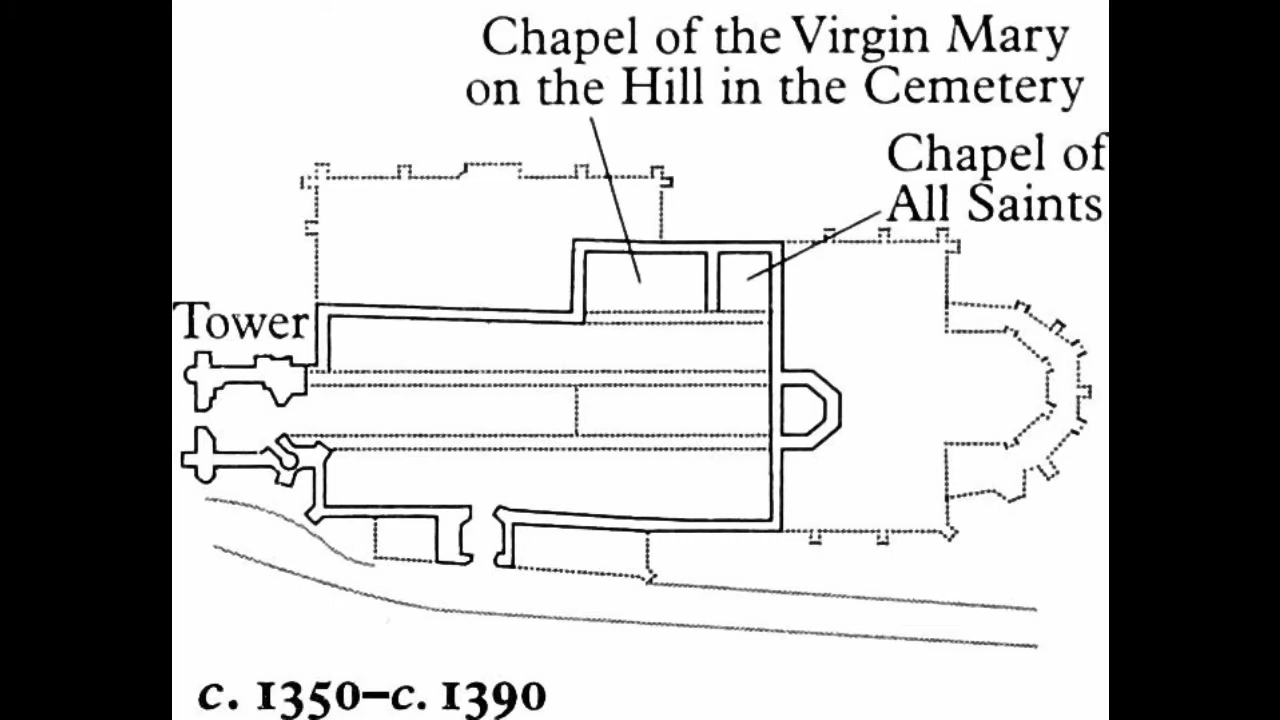 Chapel of the Virgin Mary
on the Hill in the Cemetery
Chapel of
All Saints
Tower
c. 1350–c. 1390